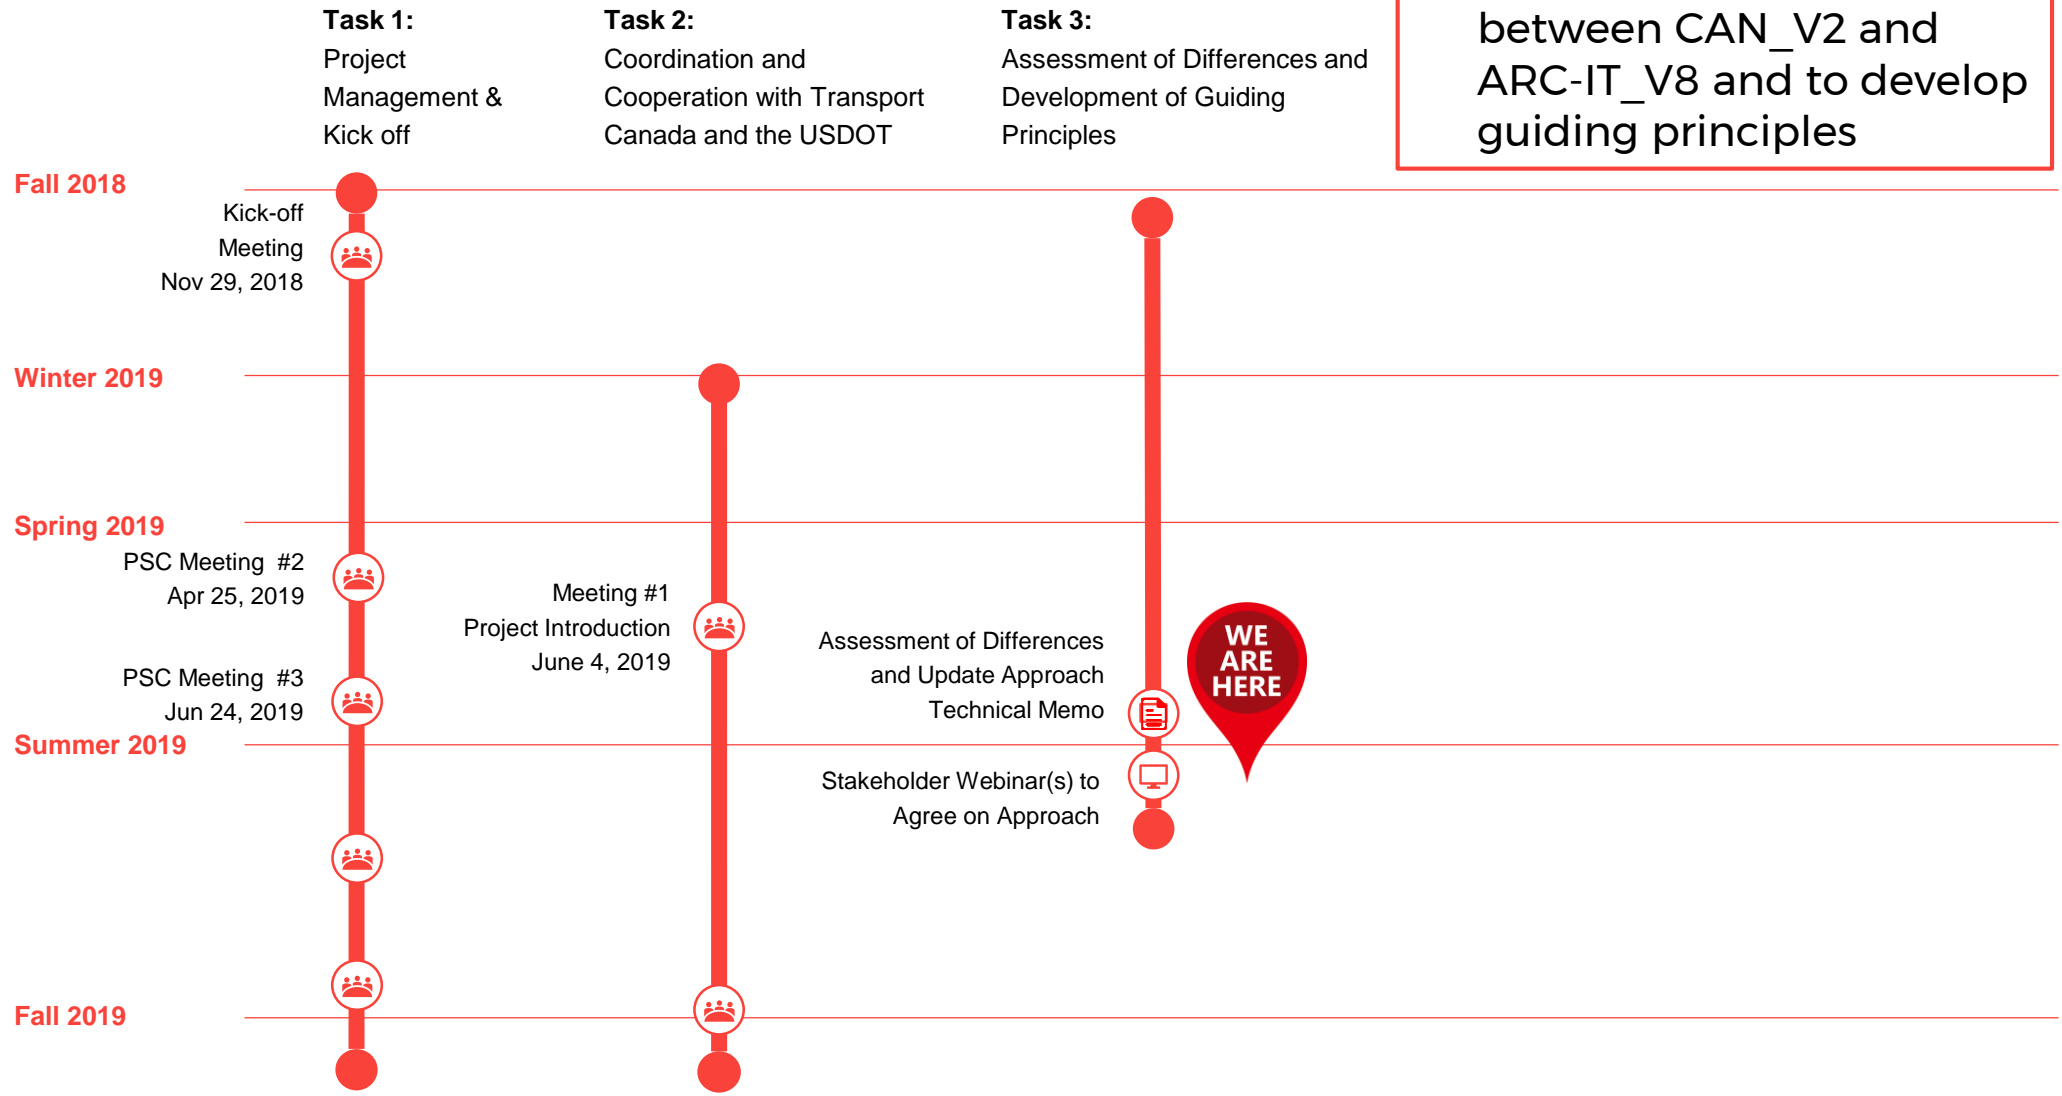 Task 1:
Project
Management &
Kick off
Task 2:
Coordination and
Cooperation with Transport
Canada and the USDOT
Task 3:
Assessment of Differences and
Development of Guiding
Principles
between CAN_V2 and
ARC-IT_V8 and to develop
guiding principles
Fall 2018
Kick-off
Meeting
Nov 29, 2018
Winter 2019
Spring 2019
PSC Meeting #2
Apr 25, 2019
Meeting #1
Project Introduction
June 4, 2019
Assessment of Differences
and Update Approach
Technical Memo
WE
ARE
HERE
PSC Meeting #3
Jun 24, 2019
Summer 2019
Stakeholder Webinar(s) to
Agree on Approach
Fall 2019